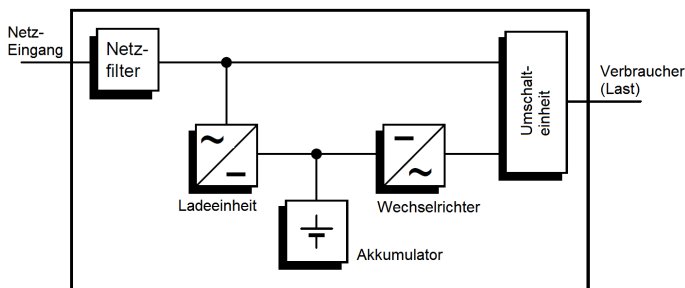 Netz-
Eingang
Netz-
filter
Umschalt-
einheit
Verbraucher
(Last)
Ladeeinheit
Wechselrichter
Akkumulator